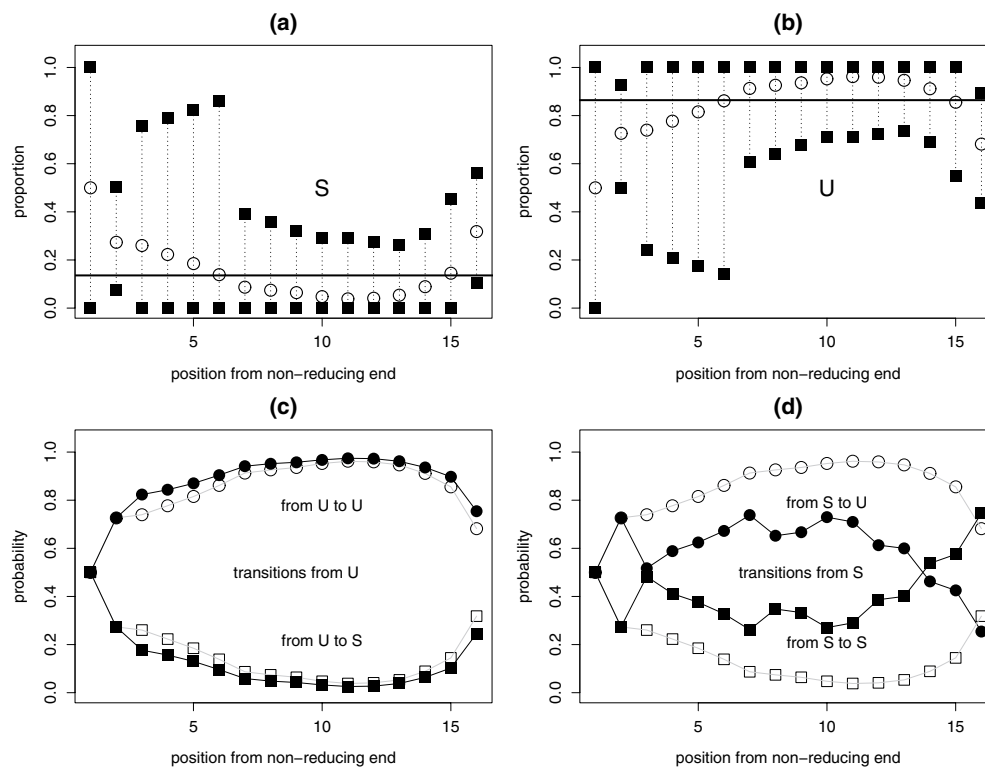 (a)
proportion
0.0 0.2 0.4 0.6 0.8 1.0
S
5 10 15
position from non−reducing end
(b)
proportion
0.0 0.2 0.4 0.6 0.8 1.0
U
5 10 15
position from non−reducing end
(c)
probability
0.0 0.2 0.4 0.6 0.8 1.0
from U to U
transitions from U
from U to S
5 10 15
position from non−reducing end
(d)
probability
0.0 0.2 0.4 0.6 0.8 1.0
from S to U
transitions from S
from S to S
5 10 15
position from non−reducing end